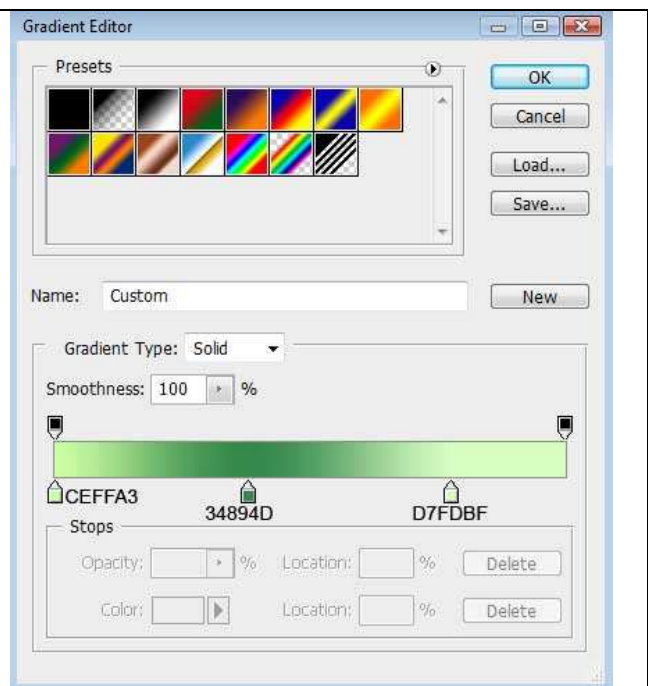 Gradient Editor
Presets
OK
Cancel
Load...
Save...
Name: Custom
New
Gradient Type: Solid
Smoothness: 100 %
CEFFA3
34894D
D7FDBF
Stops
Opacity: % Location: % Delete
Color: Location: % Delete